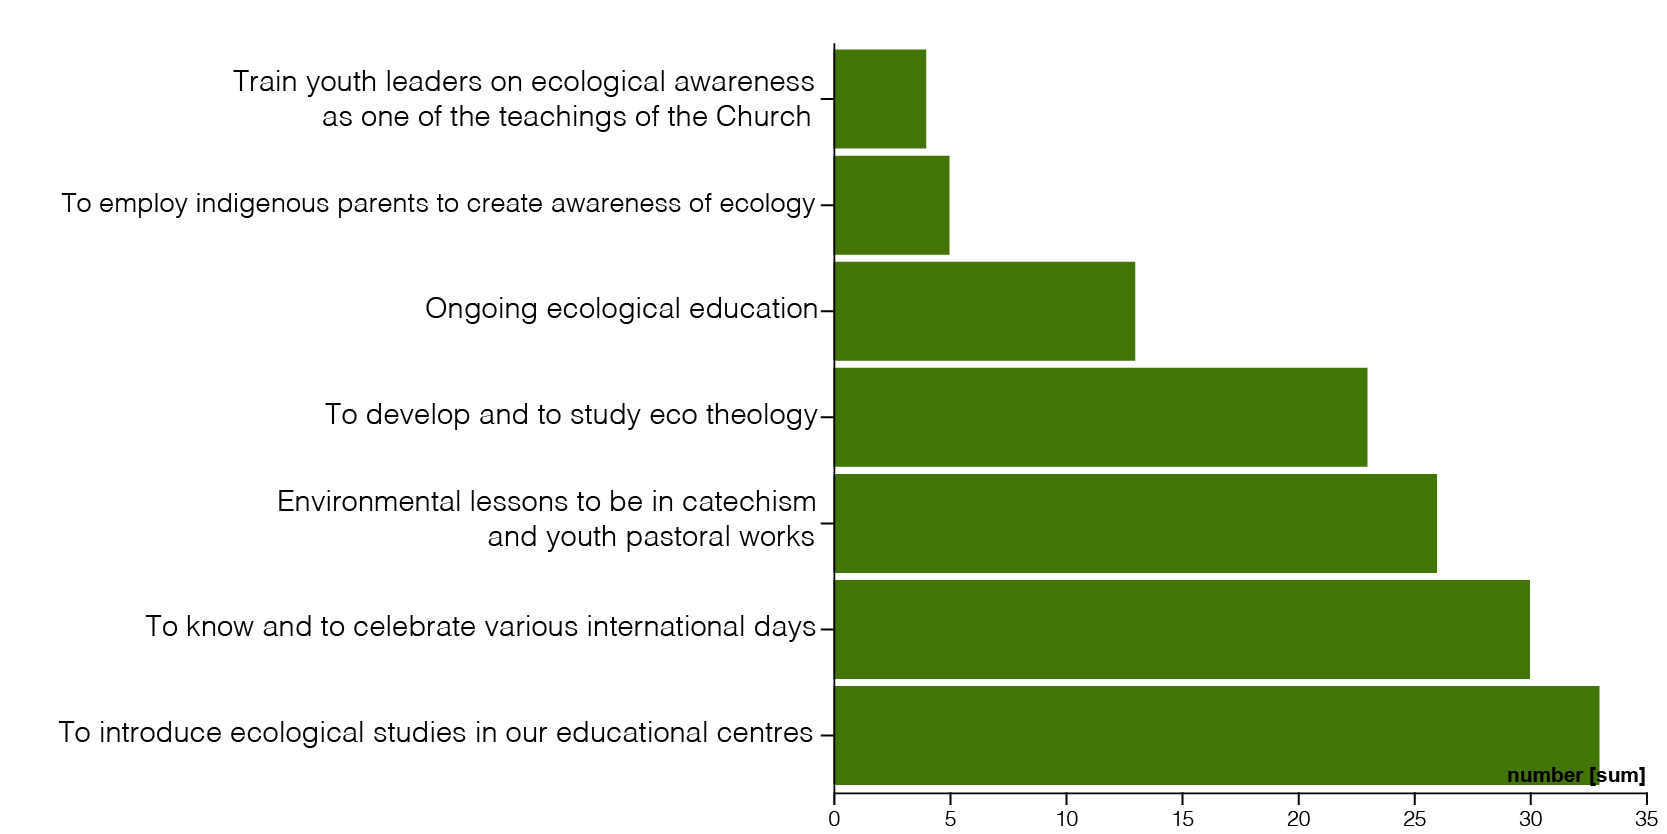 Train youth leaders on ecological awareness
as one of the teachings of the Church
To employ indigenous parents to create awareness of ecology
Ongoing ecological education
To develop and to study eco theology
Environmental lessons to be in catechism
and youth pastoral works
To know and to celebrate various international days
To introduce ecological studies in our educational centres
number [sum]
0 5 10 15 20 25 30 35